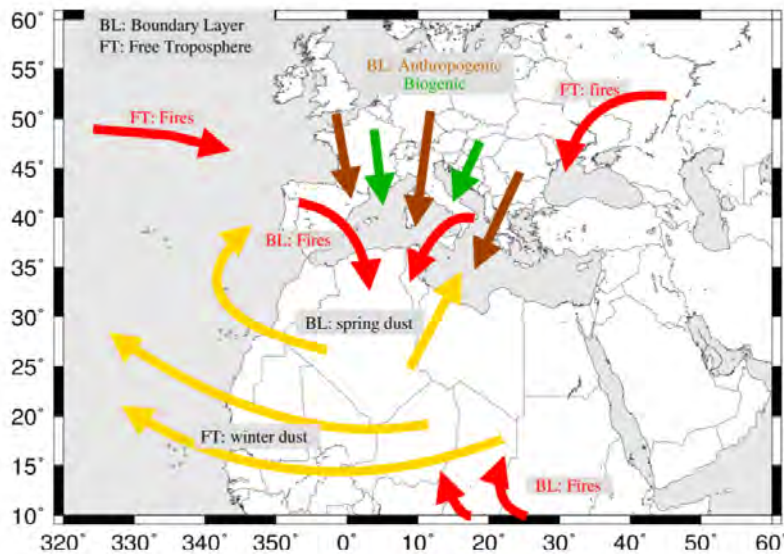 60°
BL: Boundary Layer
FT: Free Troposphere
BL: Anthropogenic
Biogenic
55°
FT: fires
FT: Fires
50°
45°
40°
BL: Fires
35°
BL: spring dust
30°
25°
20°
FT: winter dust
15°
BL: Fires
10°
320° 330° 340° 350° 0° 10° 20° 30° 40° 50° 60°